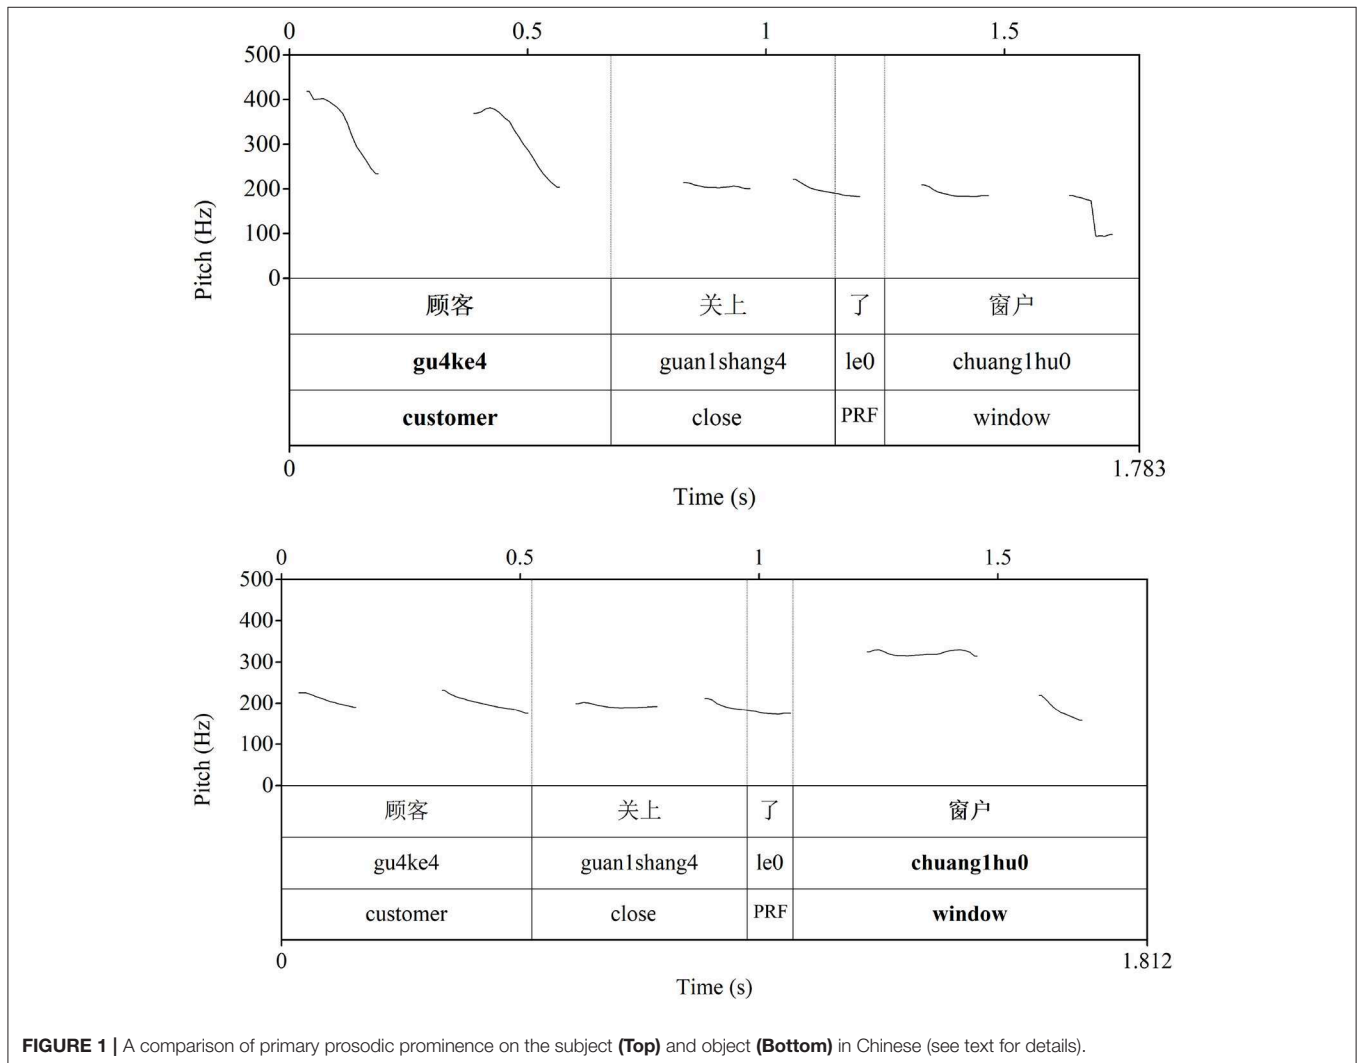 0 0.5 1 1.5
500
400
300
200
100
0
Pitch (Hz)
顾客 关上 了 窗户
gu4ke4 guan1shang4 le0 chuang1hu0
customer close PRF window
0 1.783
Time (s)
0 0.5 1 1.5
500
400
300
200
100
0
Pitch (Hz)
顾客 关上 了 窗户
gu4ke4 guan1shang4 le0 chuang1hu0
customer close PRF window
0 1.812
Time (s)
FIGURE 1 | A comparison of primary prosodic prominence on the subject (Top) and object (Bottom) in Chinese (see text for details).